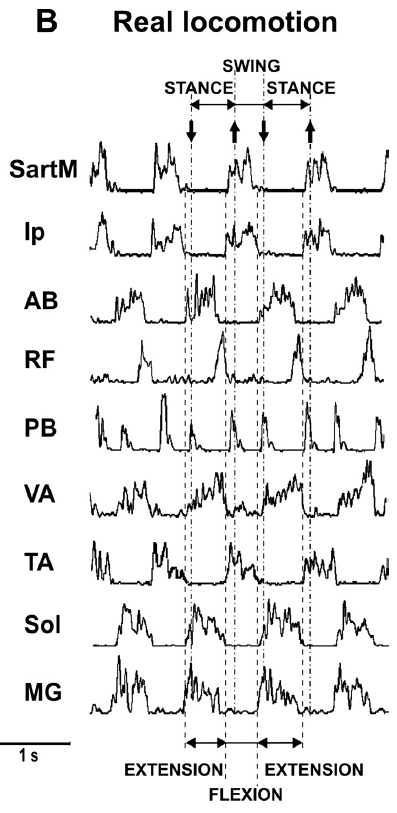 B Real locomotion
SWING
STANCE STANCE
SartM
Ip
AB
RF
PB
VA
TA
Sol
MG
1 s
EXTENSION EXTENSION
FLEXION